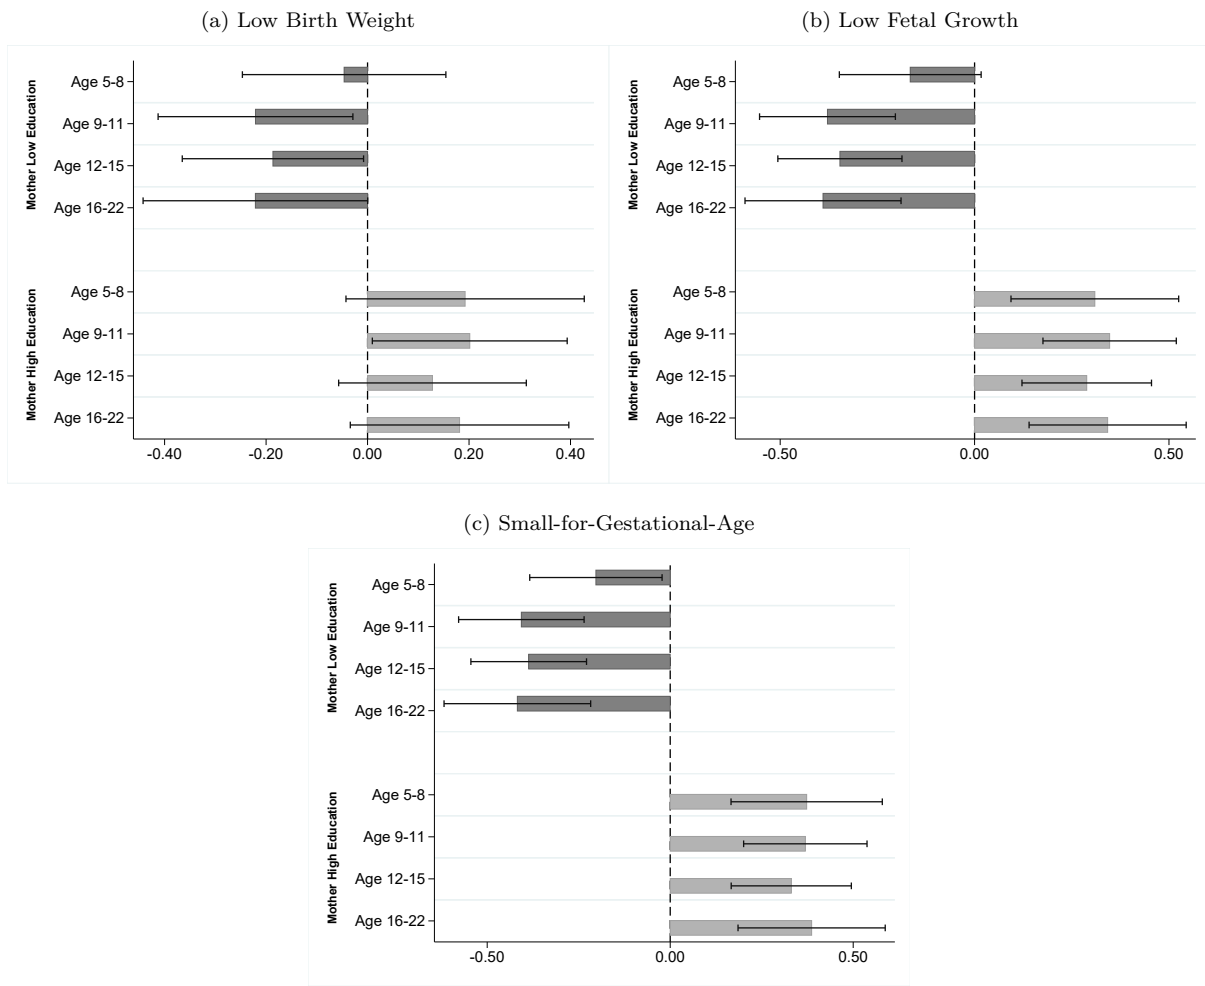 (a) Low Birth Weight
Mother Low Education
Age 5-8
Age 9-11
Age 12-15
Age 16-22
Mother High Education
Age 5-8
Age 9-11
Age 12-15
Age 16-22
-0.40 -0.20 0.00 0.20 0.40
(b) Low Fetal Growth
Mother Low Education
Age 5-8
Age 9-11
Age 12-15
Age 16-22
Mother High Education
Age 5-8
Age 9-11
Age 12-15
Age 16-22
-0.50 0.00 0.50
(c) Small-for-Gestational-Age
Mother Low Education
Age 5-8
Age 9-11
Age 12-15
Age 16-22
Mother High Education
Age 5-8
Age 9-11
Age 12-15
Age 16-22
-0.50 0.00 0.50